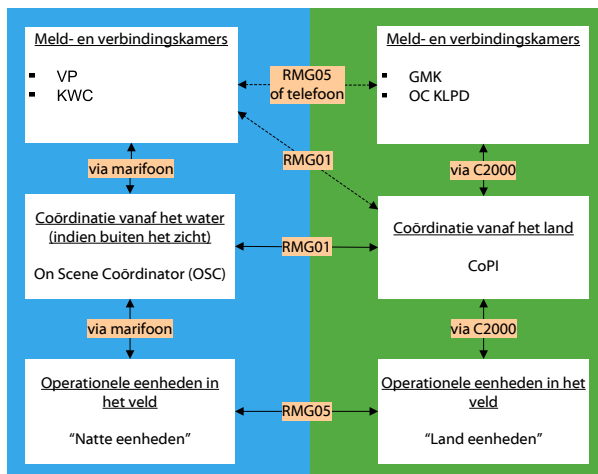 Meld- en verbindingskamers
▪ VP
▪ KWC
RMG05
of telefoon
Meld- en verbindingskamers
▪ GMK
▪ OC KLPD
via marifoon
RMG01
via C2000
Coördinatie vanaf het water
(indien buiten het zicht)
On Scene Coördinator (OSC)
RMG01
Coördinatie vanaf het land
CoPI
via marifoon
via C2000
Operationele eenheden in
het veld
"Natte eenheden"
RMG05
Operationele eenheden in het
veld
"Land eenheden"